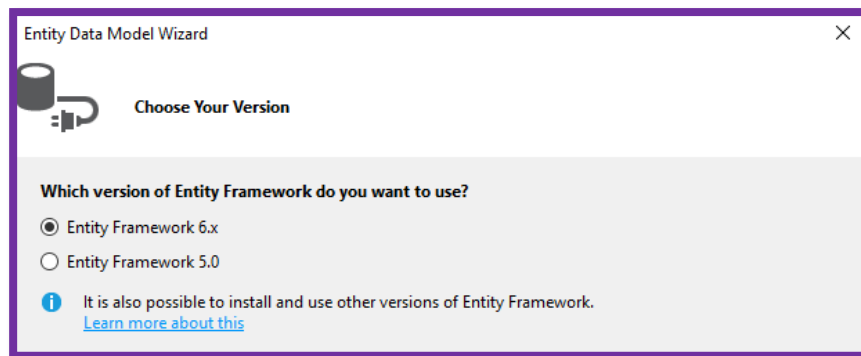 Entity Data Model Wizard
Choose Your Version
Which version of Entity Framework do you want to use?
Entity Framework 6.x
Entity Framework 5.0
It is also possible to install and use other versions of Entity Framework.
Learn more about this